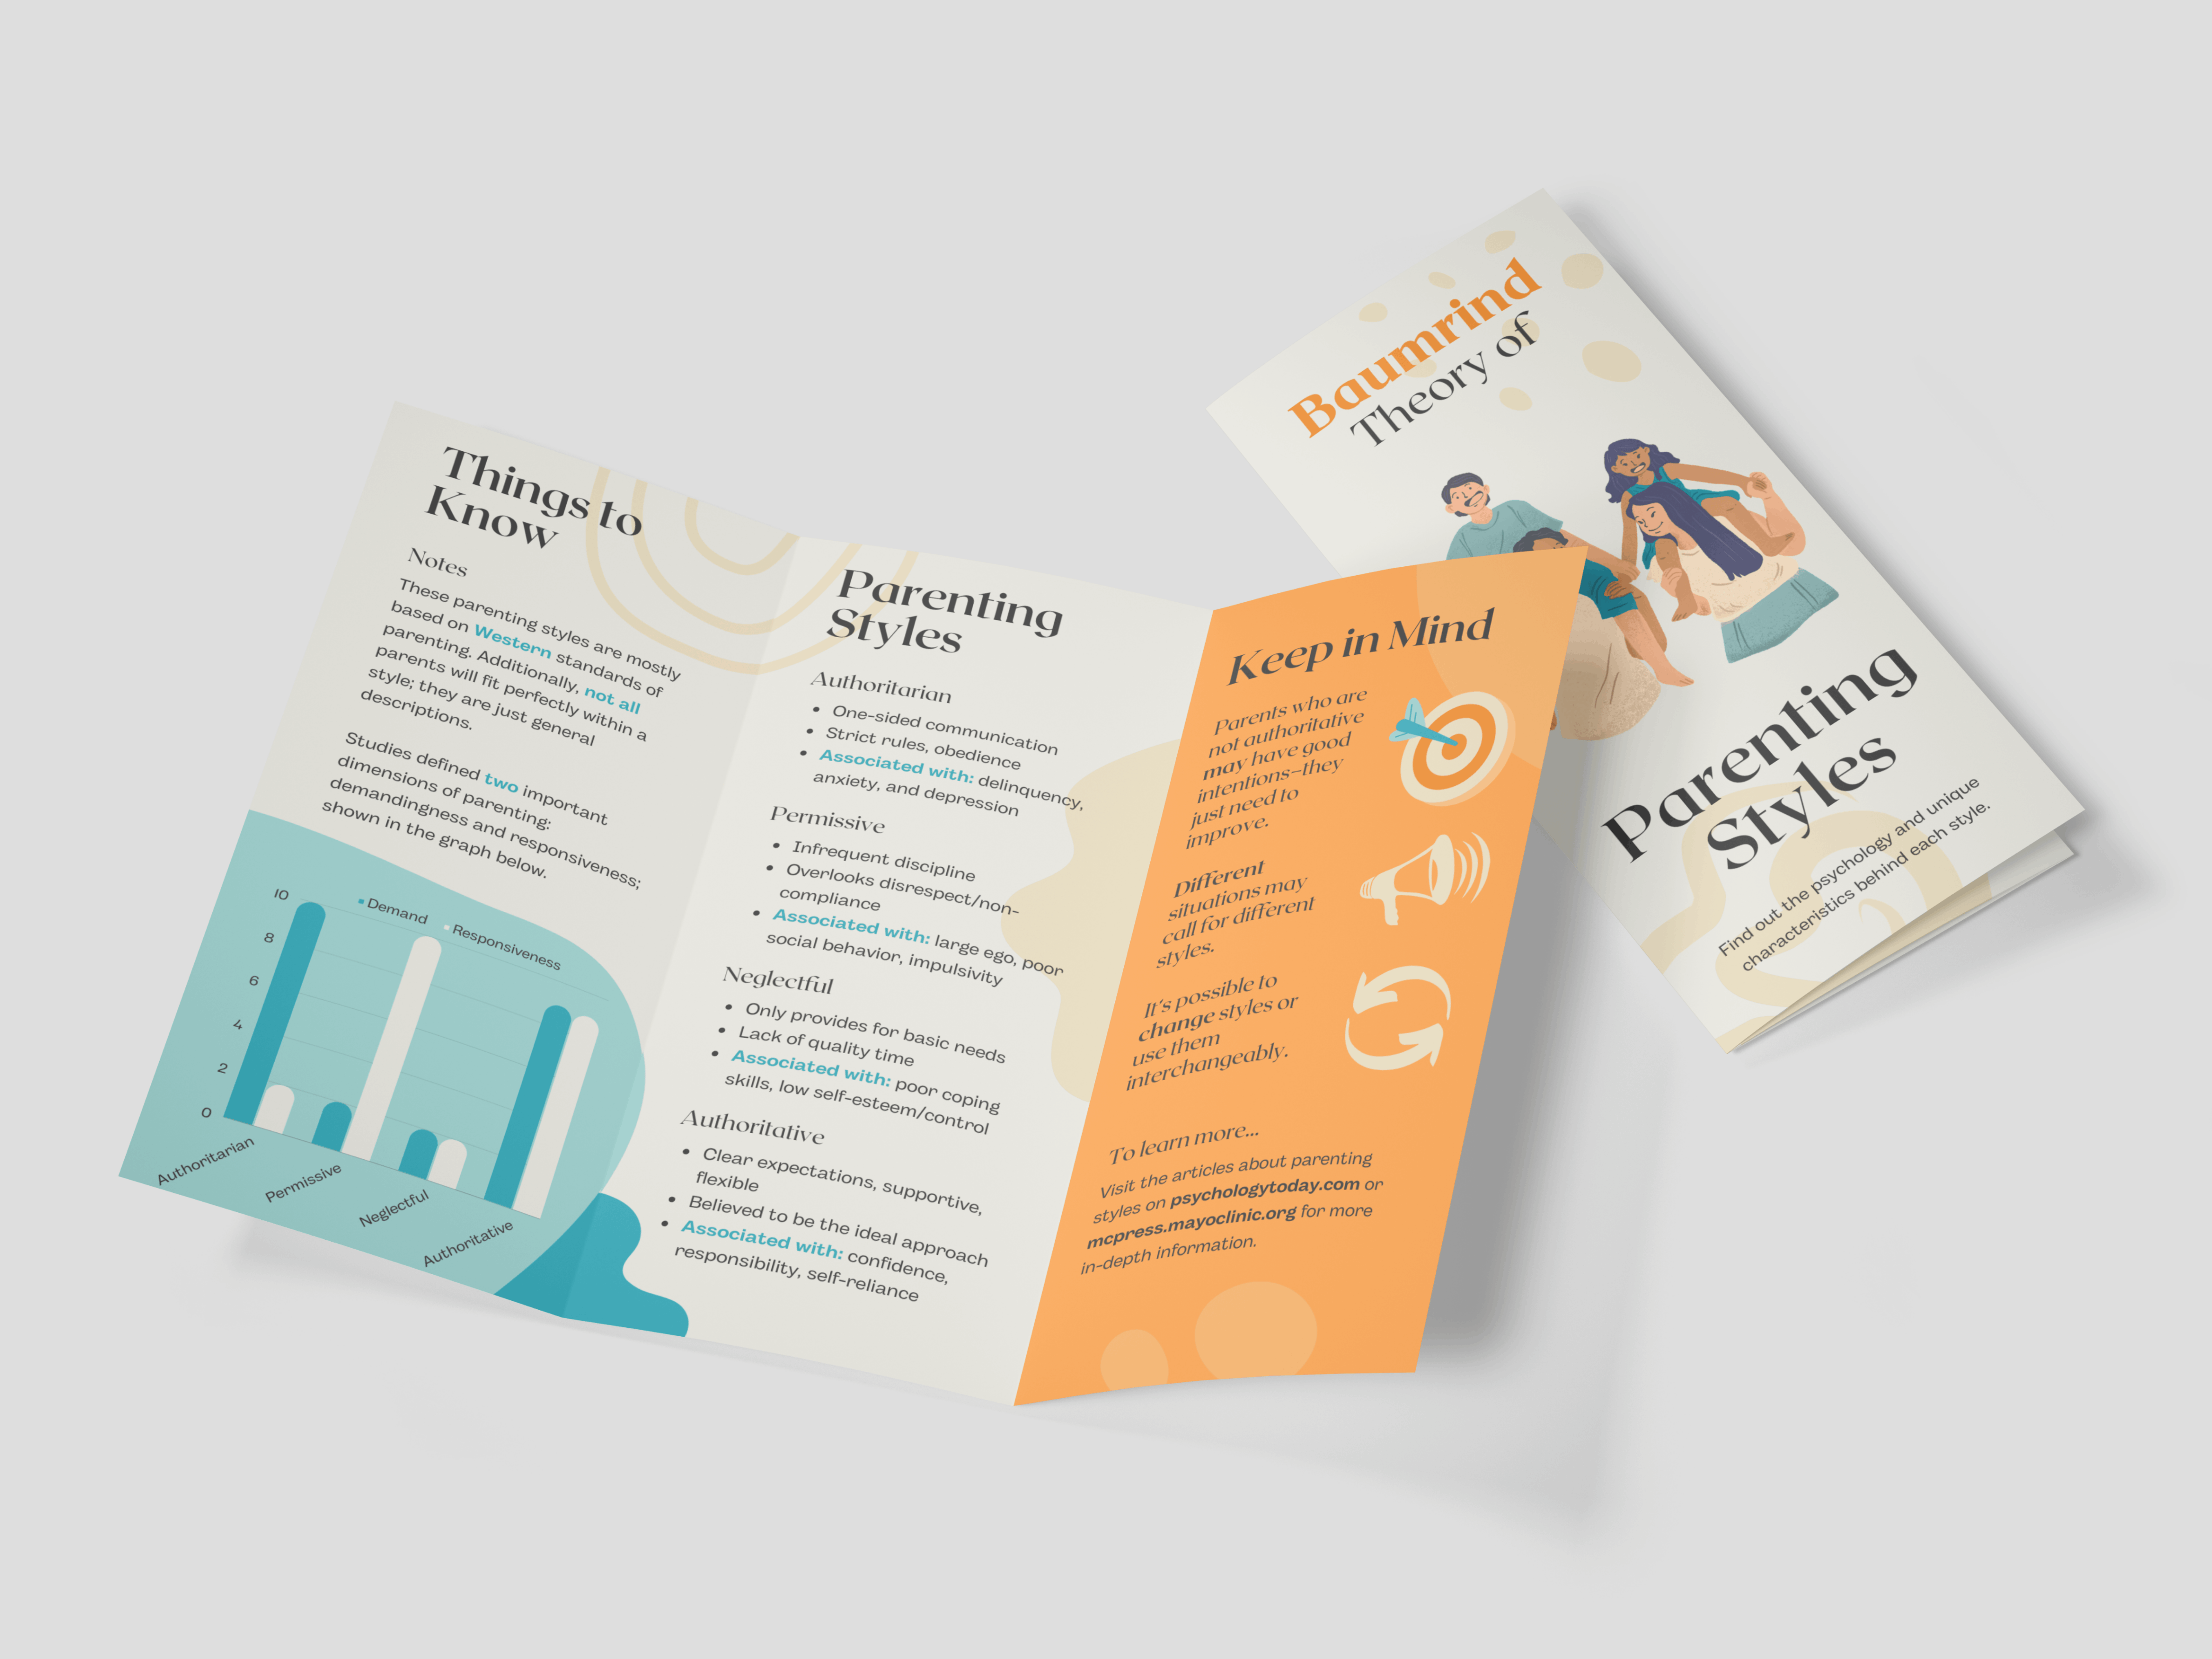 Things to
Know
Notes
These parenting styles are mostly
based on Western standards of
parenting. Additionally, not all
parents will fit perfectly within a
style; they are just general
descriptions.
Studies defined two important
dimensions of parenting:
demandingness and responsiveness;
shown in the graph below.
Demand
Responsiveness
10
8
6
4
2
0
Authoritarian
Permissive
Neglectful
Authoritative
Parenting
Styles
Authoritarian
• One-sided communication
• Strict rules, obedience
• Associated with: delinquency,
anxiety, and depression
Permissive
• Infrequent discipline
• Overlooks disrespect/non-
compliance
• Associated with: large ego, poor
social behavior, impulsivity
Neglectful
• Only provides for basic needs
• Lack of quality time
• Associated with: poor coping
skills, low self-esteem/control
Authoritative
• Clear expectations, supportive,
flexible
• Believed to be the ideal approach
• Associated with: confidence,
responsibility, self-reliance
Keep in Mind
Parents who are
not authoritative
may have good
intentions—they
just need to
improve.
Different
situations may
call for different
styles.
It's possible to
change styles or
use them
interchangeably.
To learn more...
Visit the articles about parenting
styles on psychologytoday.com or
mcpress.mayoclinic.org for more
in-depth information.
Baumrind
Theory of
Parenting
Styles
Find out the psychology and unique
characteristics behind each style.